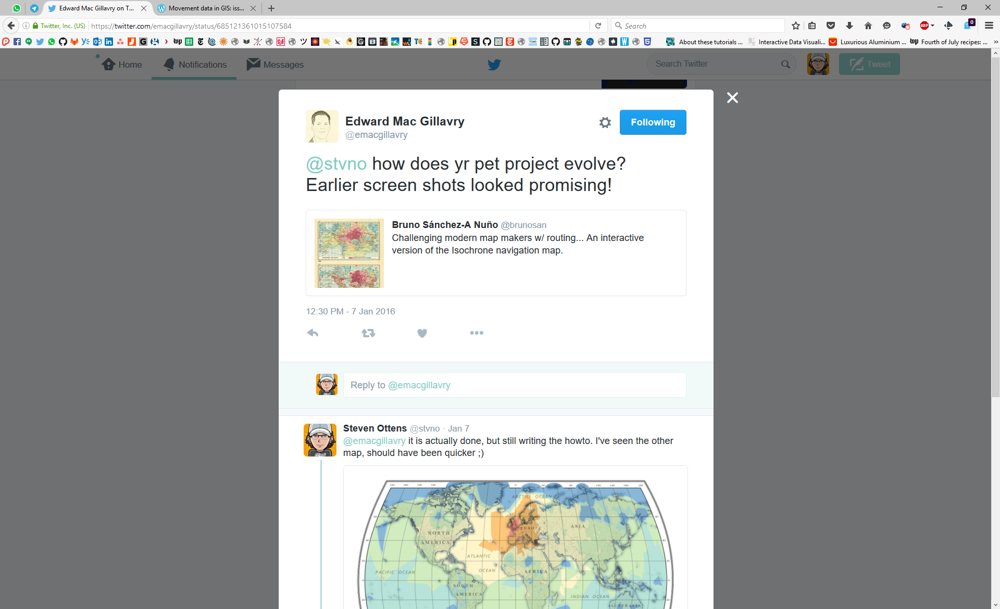 Edward Mac Gillavry on T...
Movement data in GIS: iss...
Twitter, Inc. (US)
https://twitter.com/emacgillavry/status/685121361015107584
Search
ABP
0
About these tutorials ...
Interactive Data Visuali...
Luxurious Aluminium ...
wp Fourth of July recipes: ...
Home
Notifications
Messages
Search Twitter
Tweet
Edward Mac Gillavry
@emacgillavry
Following
@stvno how does yr pet project evolve?
Earlier screen shots looked promising!
Bruno Sánchez-A Nuño @brunosan
Challenging modern map makers w/ routing... An interactive
version of the Isochrone navigation map.
12:30 PM - 7 Jan 2016
Reply to @emacgillavry
Steven Ottens @stvno · Jan 7
@emacgillavry it is actually done, but still writing the howto. I've seen the other
map, should have been quicker ;)
ARCTIC OCEAN
EUROPE
ASIA
NORTH
AMERICA
ATLANTIC
OCEAN
PACIFIC OCEAN
AFRICA
SOUTH
AMERICA
INDIAN OCEAN
AUSTRALIA